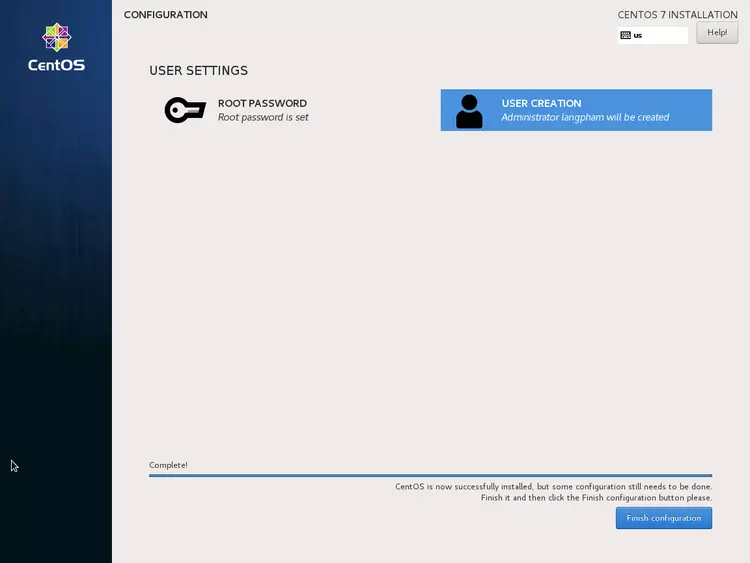 CentOS
CONFIGURATION
CENTOS 7 INSTALLATION
us
Help!
USER SETTINGS
ROOT PASSWORD
Root password is set
USER CREATION
Administrator langpham will be created
Complete!
CentOS is now successfully installed, but some configuration still needs to be done.
Finish it and then click the Finish configuration button please.
Finish configuration